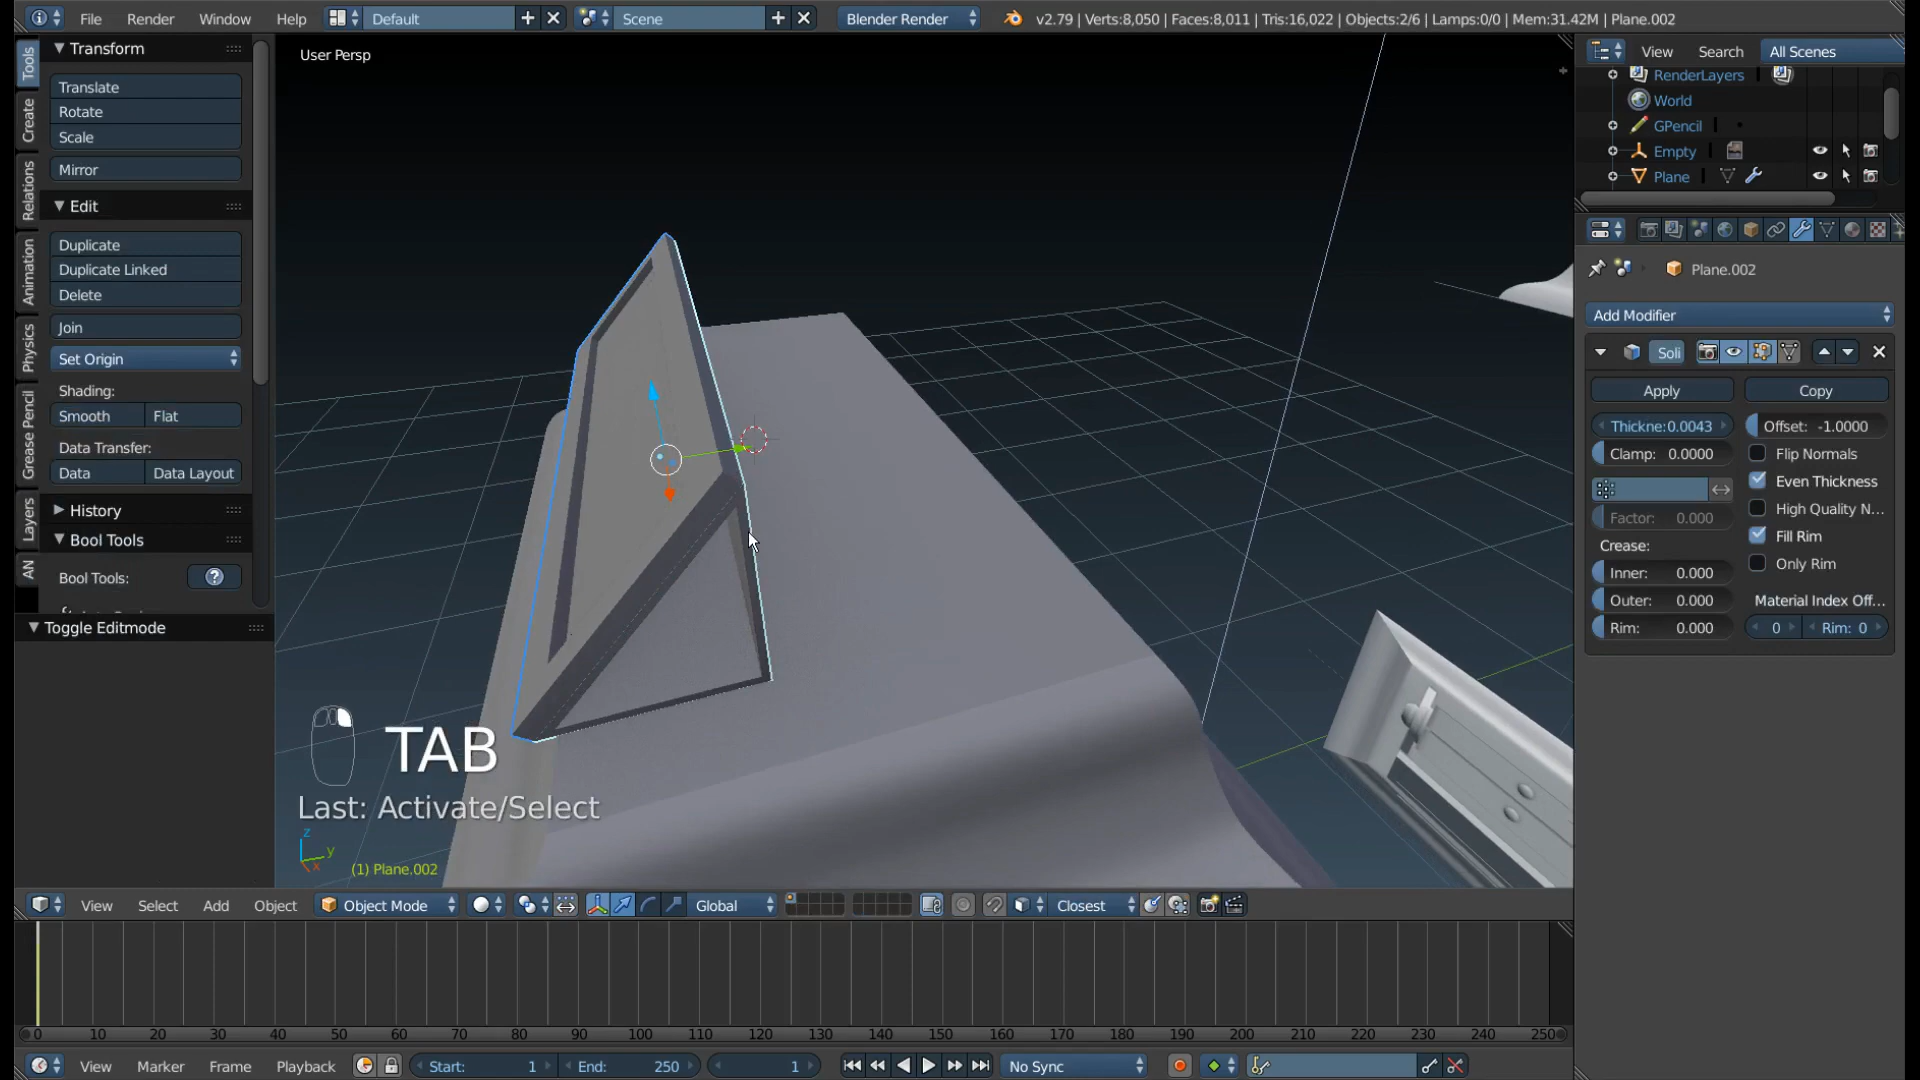 File Render Window Help Default Scene Blender Render v2.79 | Verts:8,050 | Faces:8,011 | Tris:16,022 | Objects:2/6 | Lamps:0/0 | Mem:31.42M | Plane.002
Tools
Create
Relations
Animation
Physics
Grease Pencil
Layers
AN
Transform
Translate
Rotate
Scale
Mirror
Edit
Duplicate
Duplicate Linked
Delete
Join
Set Origin
Shading:
Smooth Flat
Data Transfer:
Data Data Layout
History
Bool Tools
Bool Tools:
Toggle Editmode
User Persp
TAB
Last: Activate/Select
z
y
x
(1) Plane.002
View Search All Scenes
RenderLayers
World
GPencil
Empty
Plane
Plane.002
Add Modifier
Soli
Apply Copy
Thickne:0.0043 Offset: -1.0000
Clamp: 0.0000 Flip Normals
Even Thickness
High Quality N...
Factor: 0.000 Fill Rim
Crease: Only Rim
Inner: 0.000
Outer: 0.000 Material Index Off...
Rim: 0.000 0 Rim: 0
View Select Add Object Object Mode Global Closest
0 10 20 30 40 50 60 70 80 90 100 110 120 130 140 150 160 170 180 190 200 210 220 230 240 250
View Marker Frame Playback Start: 1 End: 250 1 No Sync